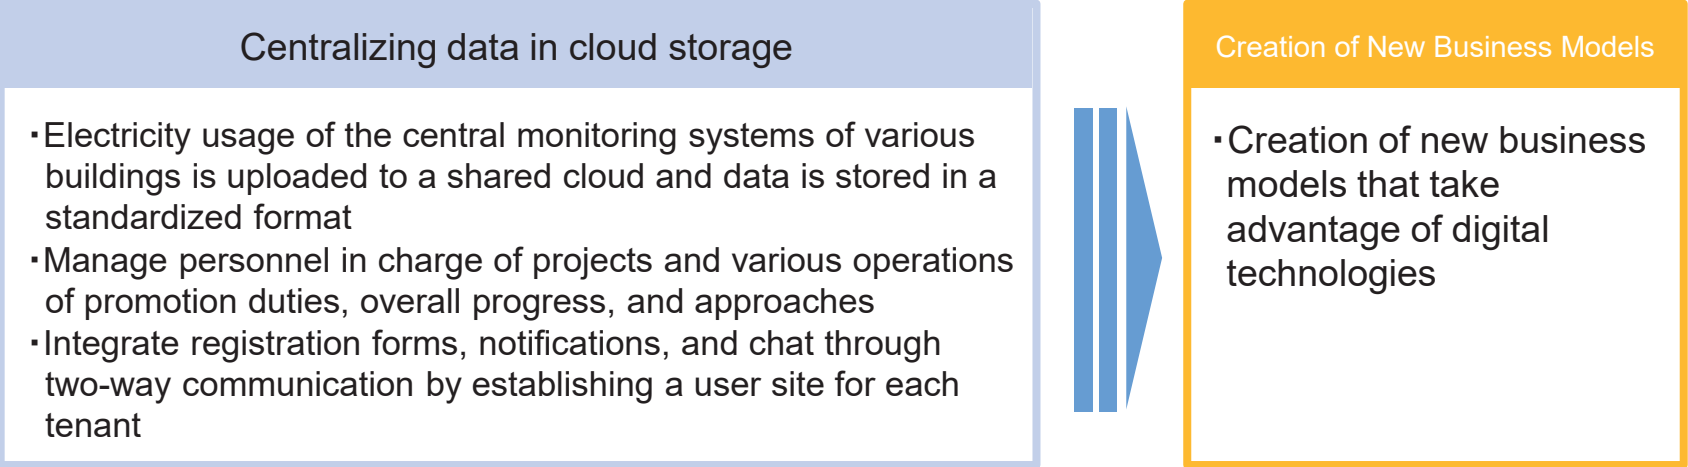 Centralizing data in cloud storage
・Electricity usage of the central monitoring systems of various
buildings is uploaded to a shared cloud and data is stored in a
standardized format
・Manage personnel in charge of projects and various operations
of promotion duties, overall progress, and approaches
・Integrate registration forms, notifications, and chat through
two-way communication by establishing a user site for each
tenant
Creation of New Business Models
・Creation of new business
models that take
advantage of digital
technologies